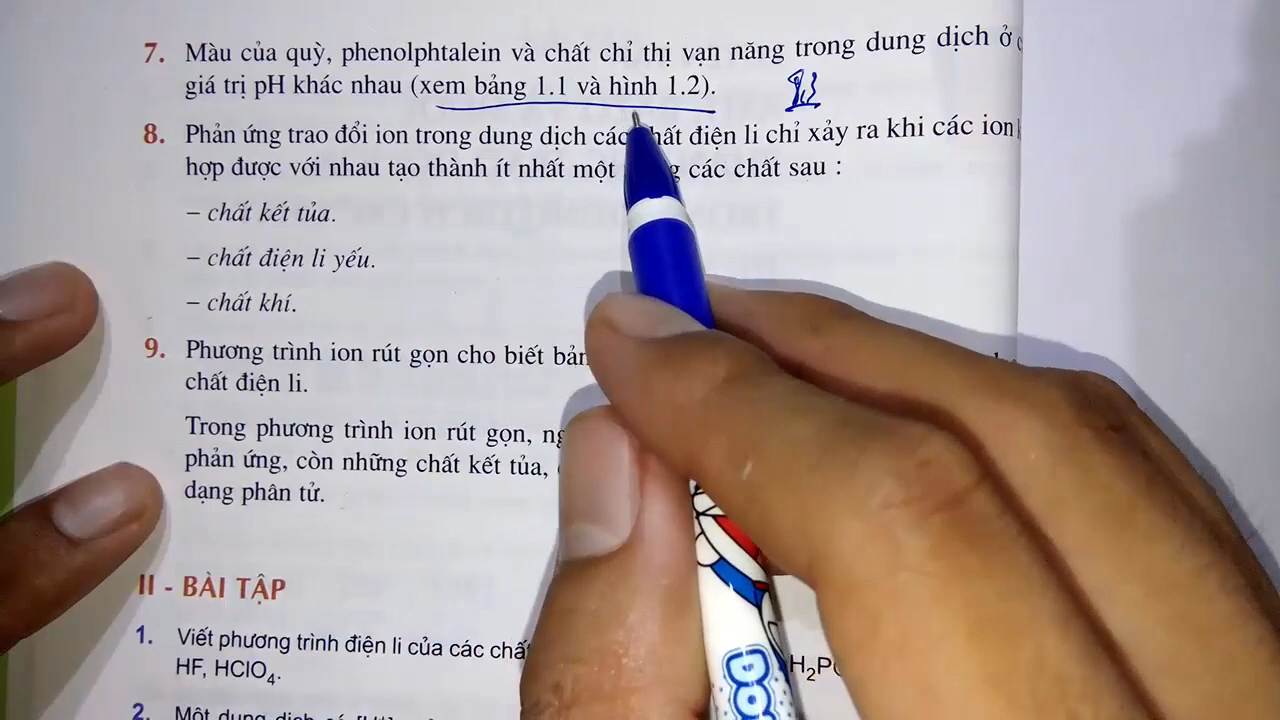 7. Màu của quỳ, phenolphtalein và chất chỉ thị vạn năng trong dung dịch ở
giá trị pH khác nhau (xem bảng 1.1 và hình 1.2).
8. Phản ứng trao đổi ion trong dung dịch các chất điện li chỉ xảy ra khi các ion
hợp được với nhau tạo thành ít nhất một các chất sau :
– chất kết tủa.
– chất điện li yếu.
– chất khí.
9. Phương trình ion rút gọn cho biết
chất điện li.
Trong phương trình ion rút gọn,
phản ứng, còn những chất kết tủa,
dạng phân tử.
II - BÀI TẬP
1. Viết phương trình điện li của các
HF, HClO4.
2. Một dung dịch có